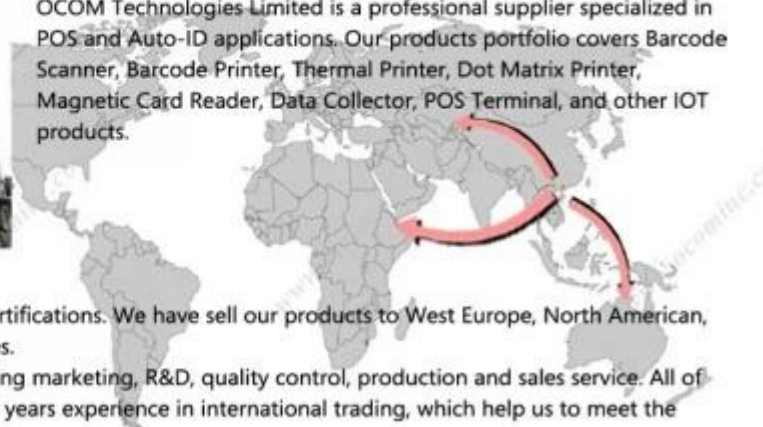 OCOM Technologies Limited is a professional supplier specialized in
POS and Auto-ID applications. Our products portfolio covers Barcode
Scanner, Barcode Printer, Thermal Printer, Dot Matrix Printer,
Magnetic Card Reader, Data Collector, POS Terminal, and other IOT
products.
rtifications. We have sell our products to West Europe, North American,
s.
ng marketing, R&D, quality control, production and sales service. All of
years experience in international trading, which help us to meet the